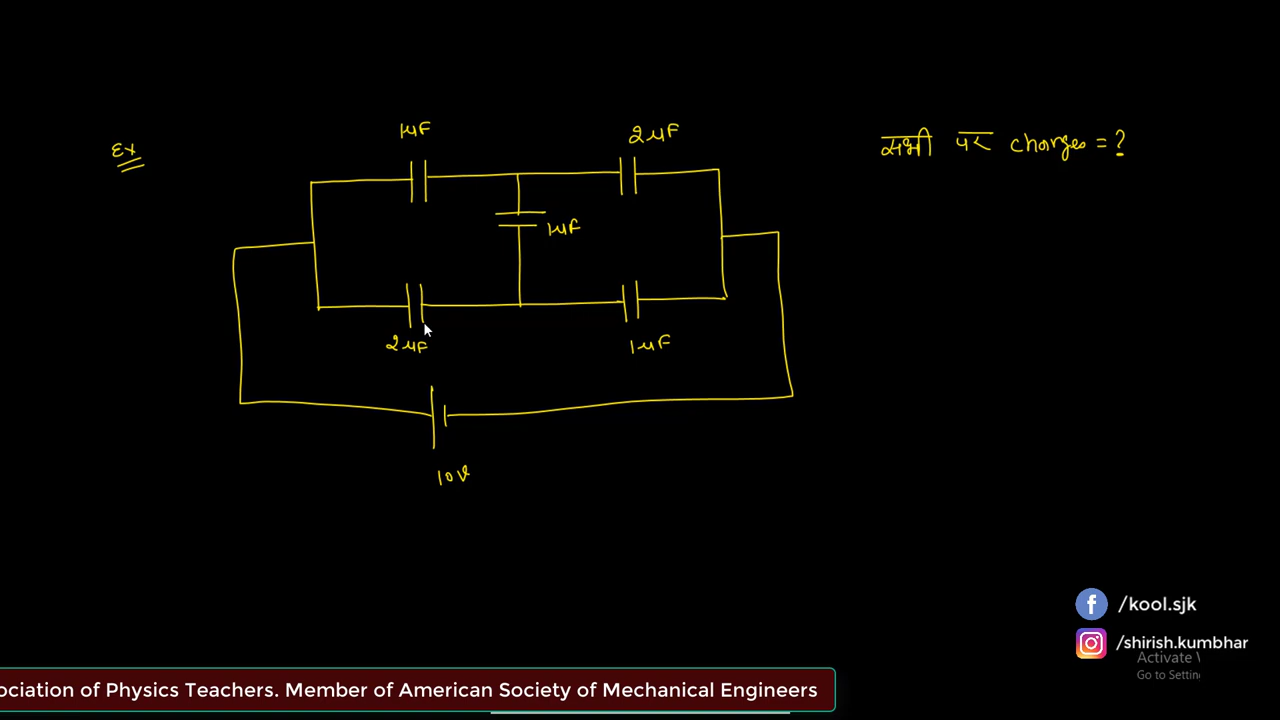 Ex
1μF
2μF
सभी पर charges = ?
1μF
2μF
1μF
10V
/kool.sjk
/shirish.kumbhar
Activate
Go to Settin
ociation of Physics Teachers. Member of American Society of Mechanical Engineers